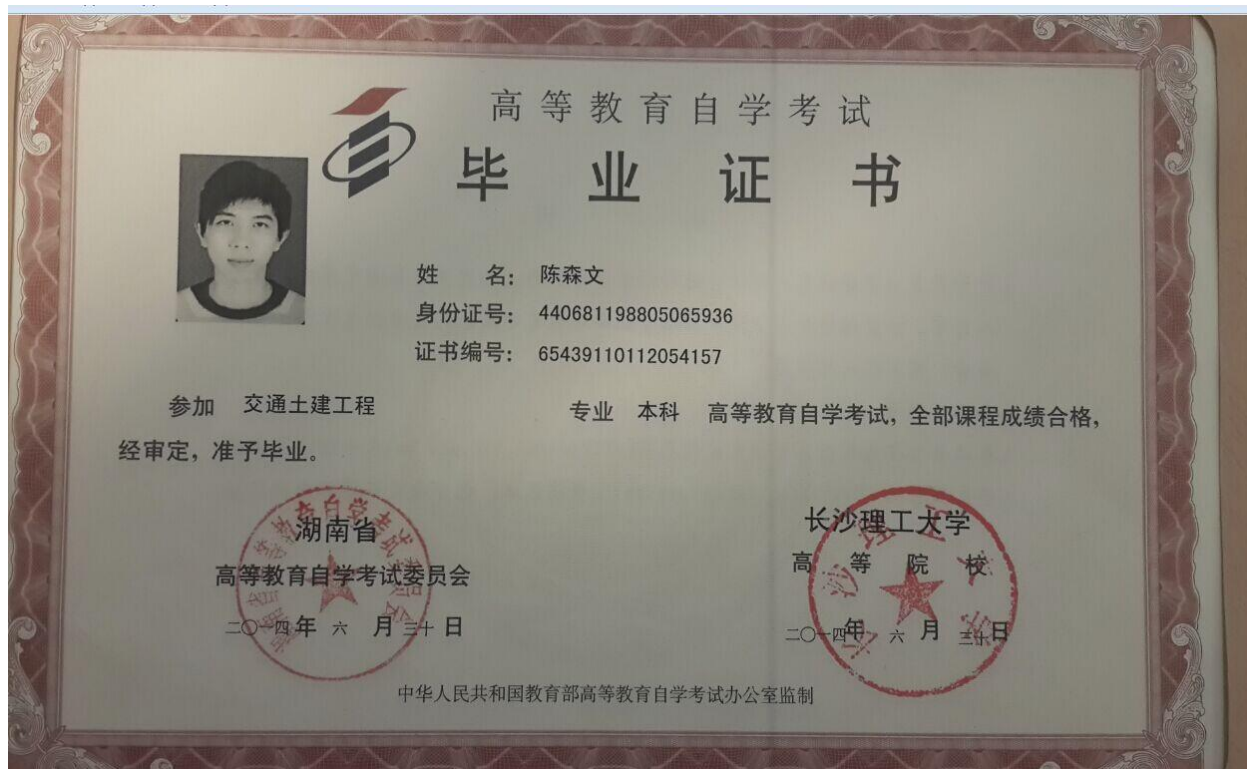 高等教育自学考试
毕业证书
姓 名： 陈森文
身份证号： 440681198805065936
证书编号： 65439110112054157
参加 交通土建工程 专业 本科 高等教育自学考试，全部课程成绩合格，
经审定，准予毕业。
湖南省
高等教育自学考试委员会
二〇一四年 六 月 三十 日
长沙理工大学
高 等 院 校
二〇一四年 六 月 三十 日
长沙理工大学
中华人民共和国教育部高等教育自学考试办公室监制